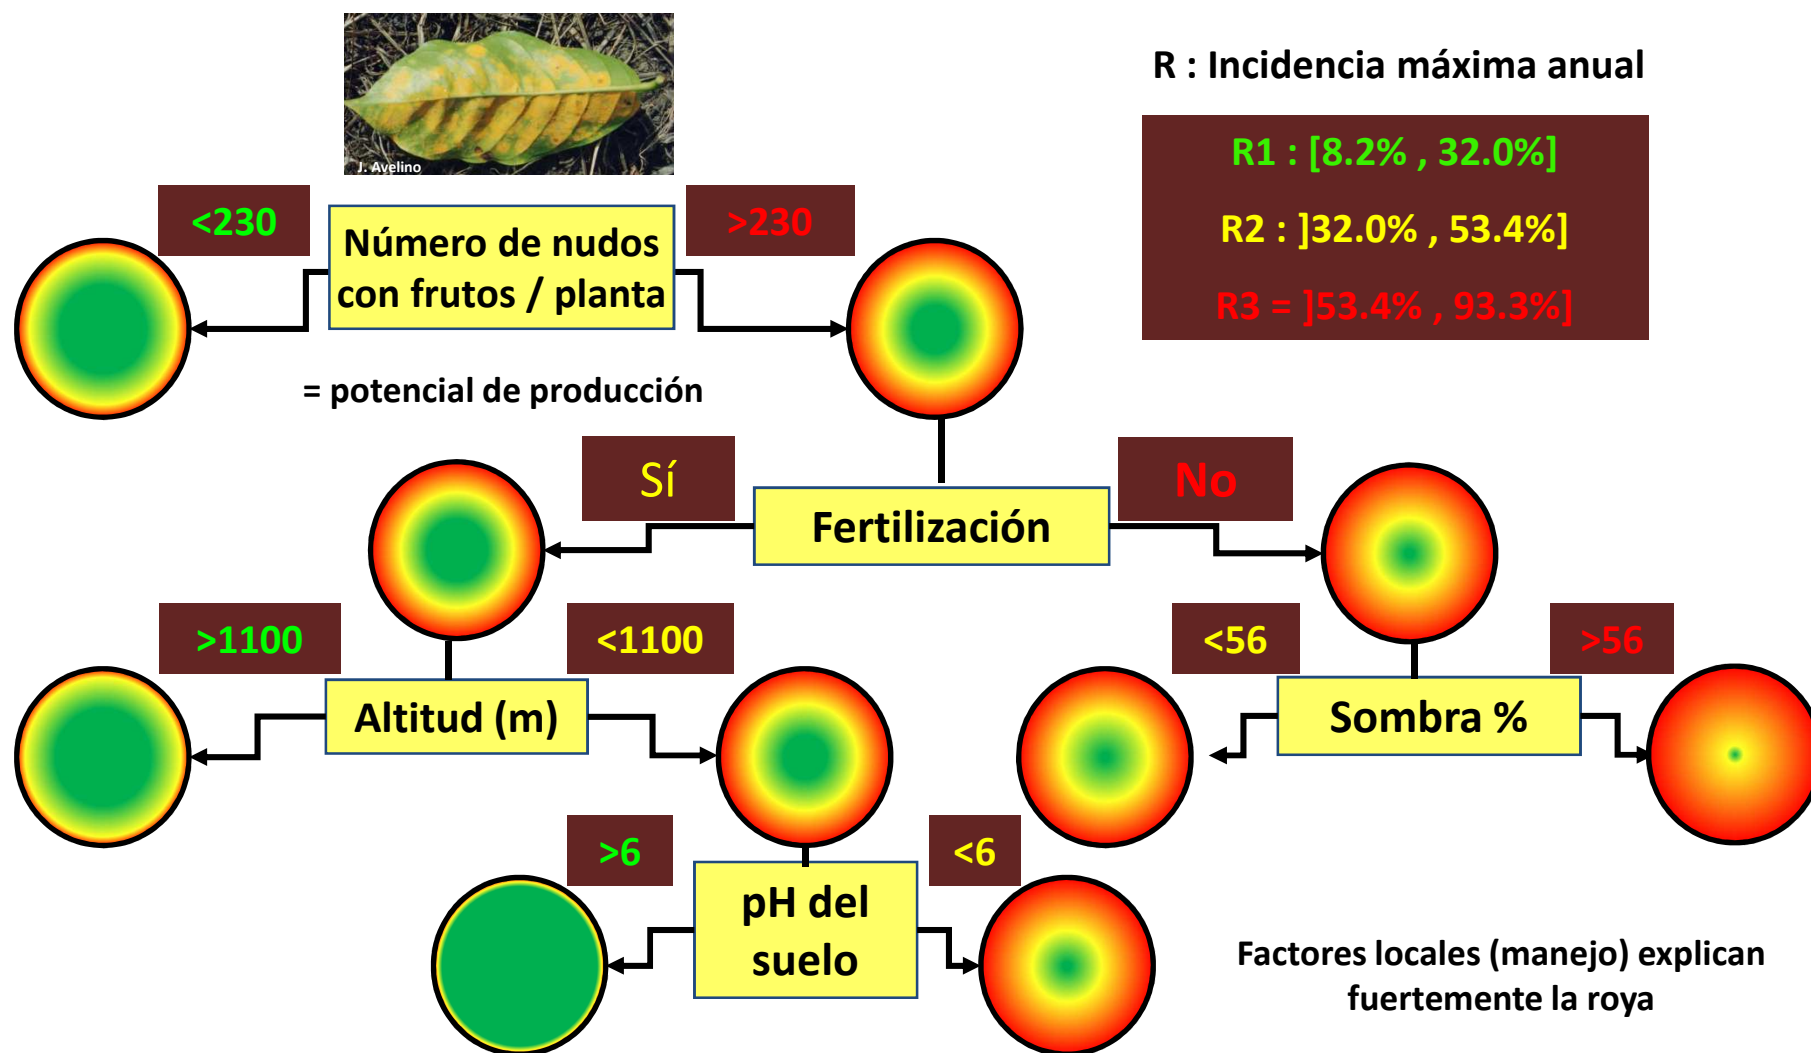 J. Avelino
R : Incidencia máxima anual
R1 : [8.2% , 32.0%]
R2 : ]32.0% , 53.4%]
R3 = ]53.4% , 93.3%]
<230
Número de nudos
con frutos / planta
>230
= potencial de producción
Sí
Fertilización
No
>1100
Altitud (m)
<1100
<56
Sombra %
>56
>6
pH del
suelo
<6
Factores locales (manejo) explican
fuertemente la roya